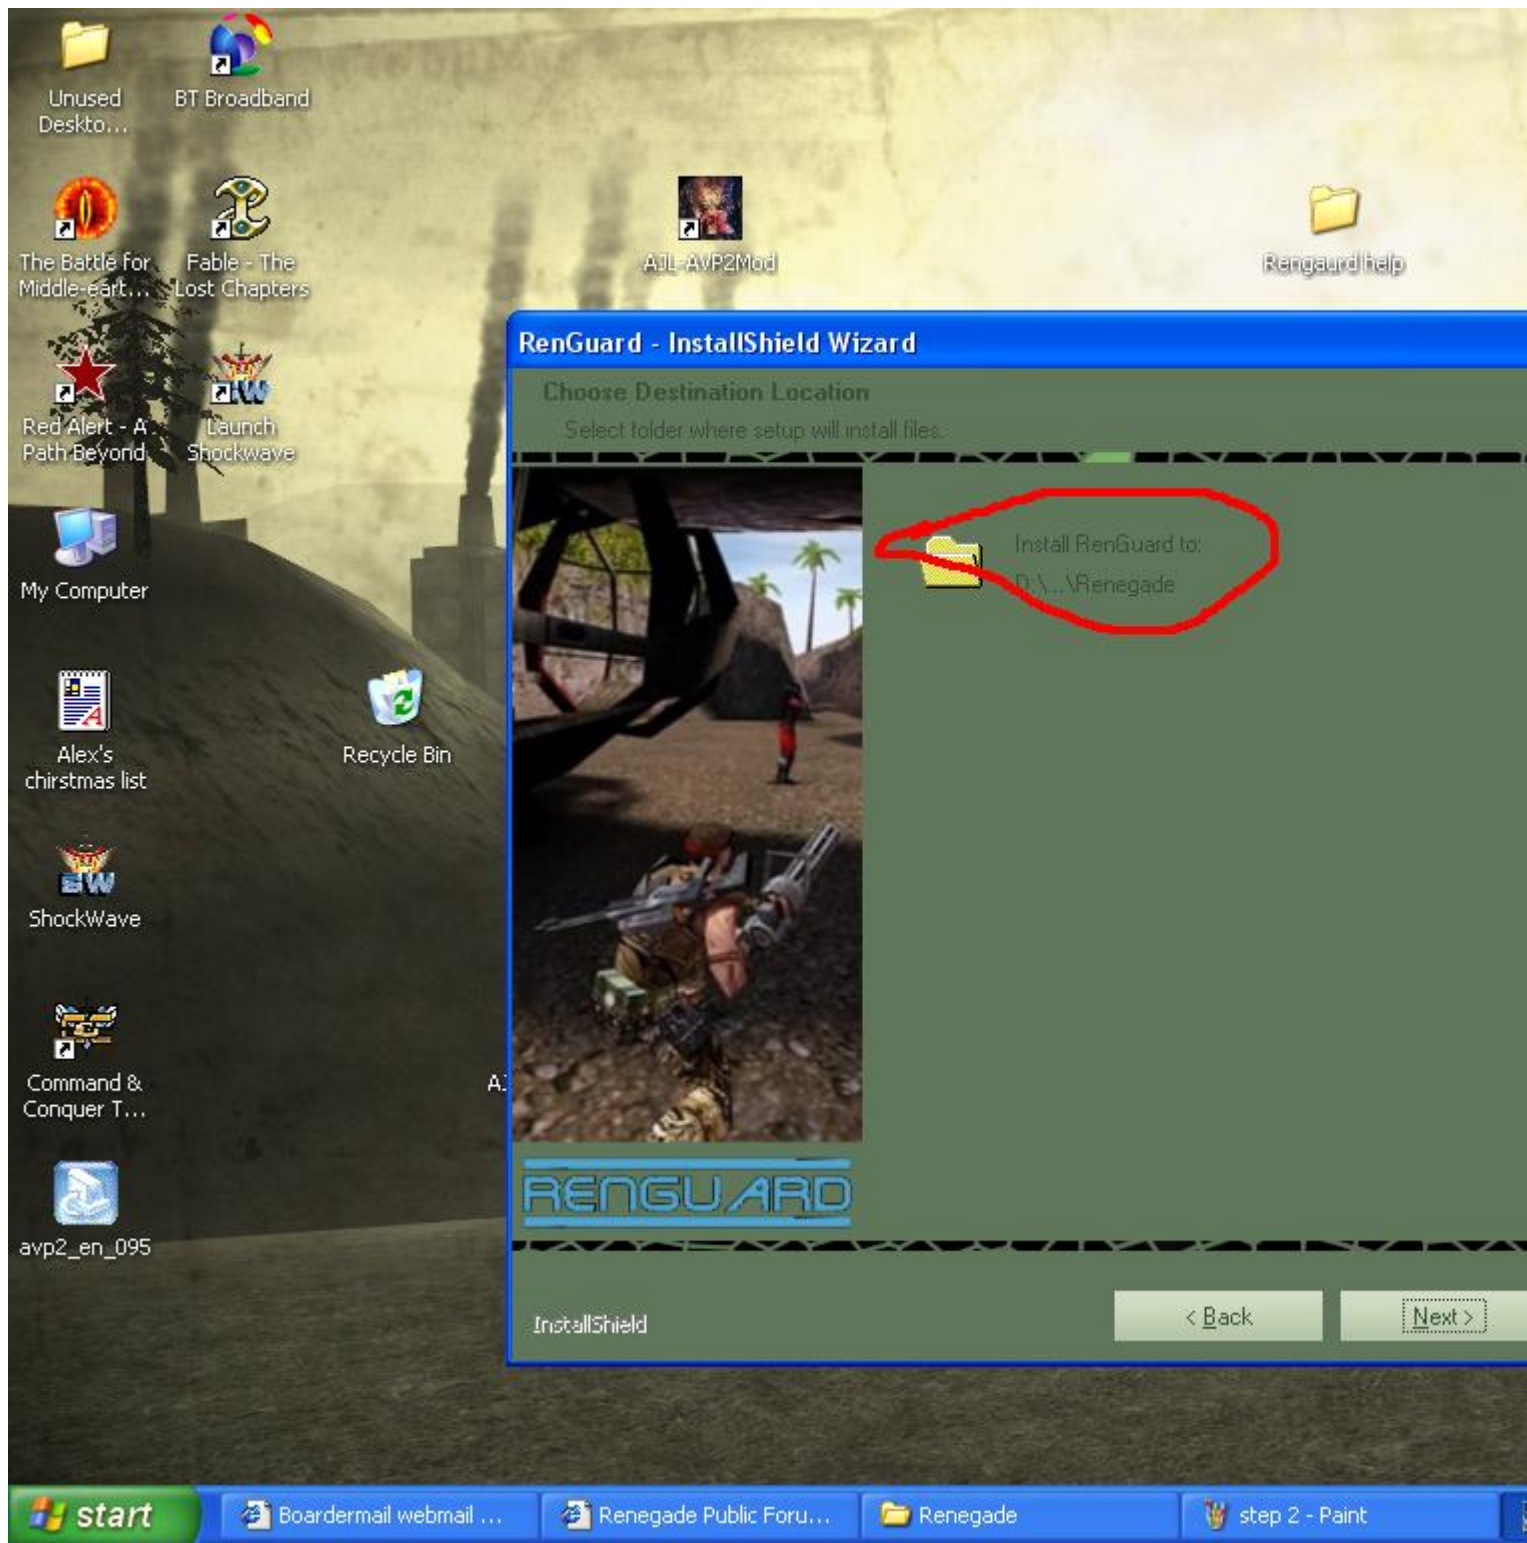 Unused
Deskto...
BT Broadband
The Battle for
Middle-eart...
Fable - The
Lost Chapters
AJL-AVP2Mod
Rengaurd help
Red Alert - A
Path Beyond
Launch
Shockwave
My Computer
Alex's
chirstmas list
Recycle Bin
ShockWave
Command &
Conquer T...
AJ
avp2_en_095
RenGuard - InstallShield Wizard
Choose Destination Location
Select folder where setup will install files.
Install RenGuard to:
D:\...\Renegade
RENGUARD
InstallShield
< Back
Next >
start
Boardermail webmail ...
Renegade Public Foru...
Renegade
step 2 - Paint